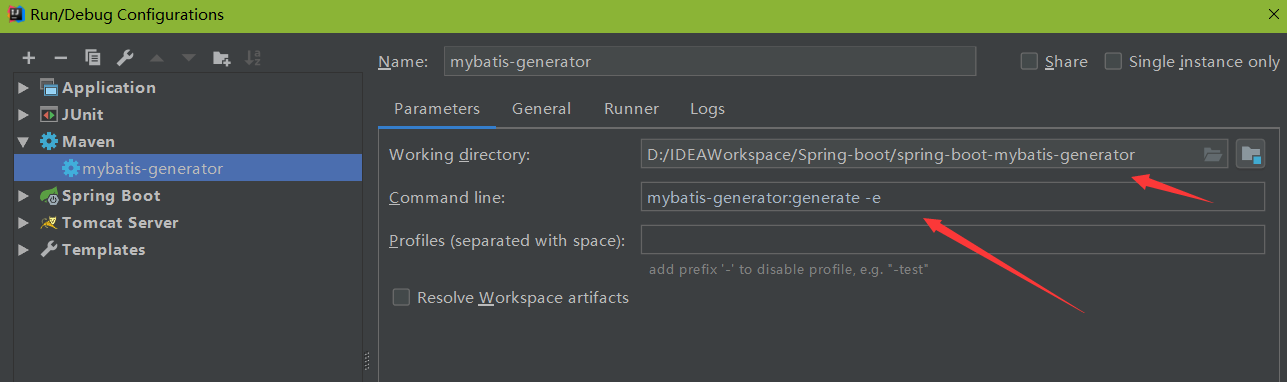 Run/Debug Configurations
Name: mybatis-generator
Share
Single instance only
Application
JUnit
Maven
mybatis-generator
Spring Boot
Tomcat Server
Templates
Parameters General Runner Logs
Working directory: D:/IDEAWorkspace/Spring-boot/spring-boot-mybatis-generator
Command line: mybatis-generator:generate -e
Profiles (separated with space):
add prefix '-' to disable profile, e.g. "-test"
Resolve Workspace artifacts